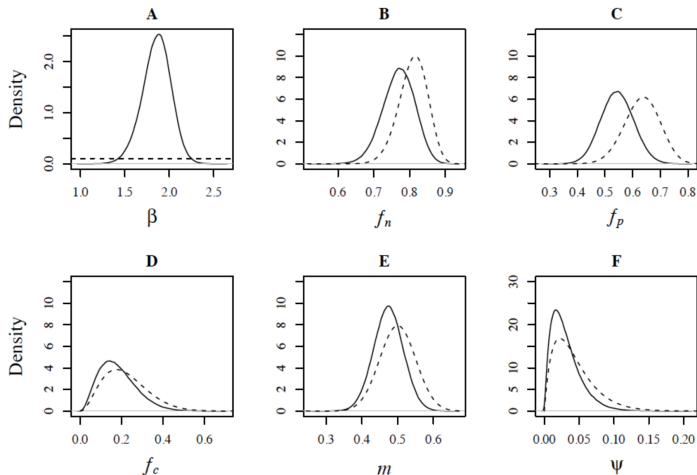 A
B
C
Density
0.0 1.0 2.0
1.0 1.5 2.0 2.5
β
0 2 4 6 8 10
0.6 0.7 0.8 0.9
fn
0 2 4 6 8 10
0.3 0.4 0.5 0.6 0.7 0.8
fp
D
E
F
Density
0 2 4 6 8 10
0.0 0.2 0.4 0.6
fc
0 2 4 6 8 10
0.3 0.4 0.5 0.6
m
0 5 10 20 30
0.00 0.05 0.10 0.15 0.20
ψ